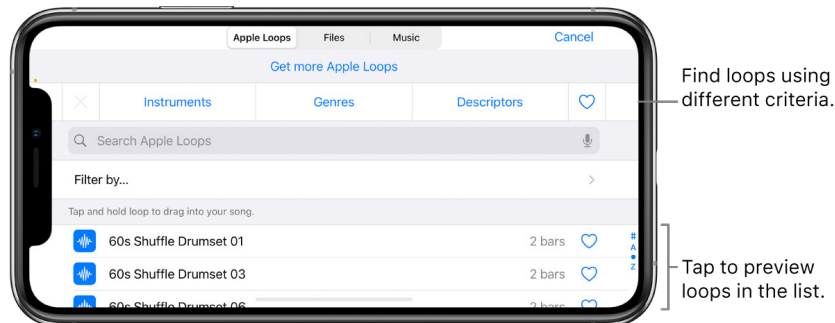 Apple Loops Files Music Cancel
Get more Apple Loops
Instruments Genres Descriptors
Search Apple Loops
Filter by...
Tap and hold loop to drag into your song.
60s Shuffle Drumset 01 2 bars
60s Shuffle Drumset 03 2 bars
60s Shuffle Drumset 06 2 bars
#
A
Z
Find loops using
different criteria.
Tap to preview
loops in the list.